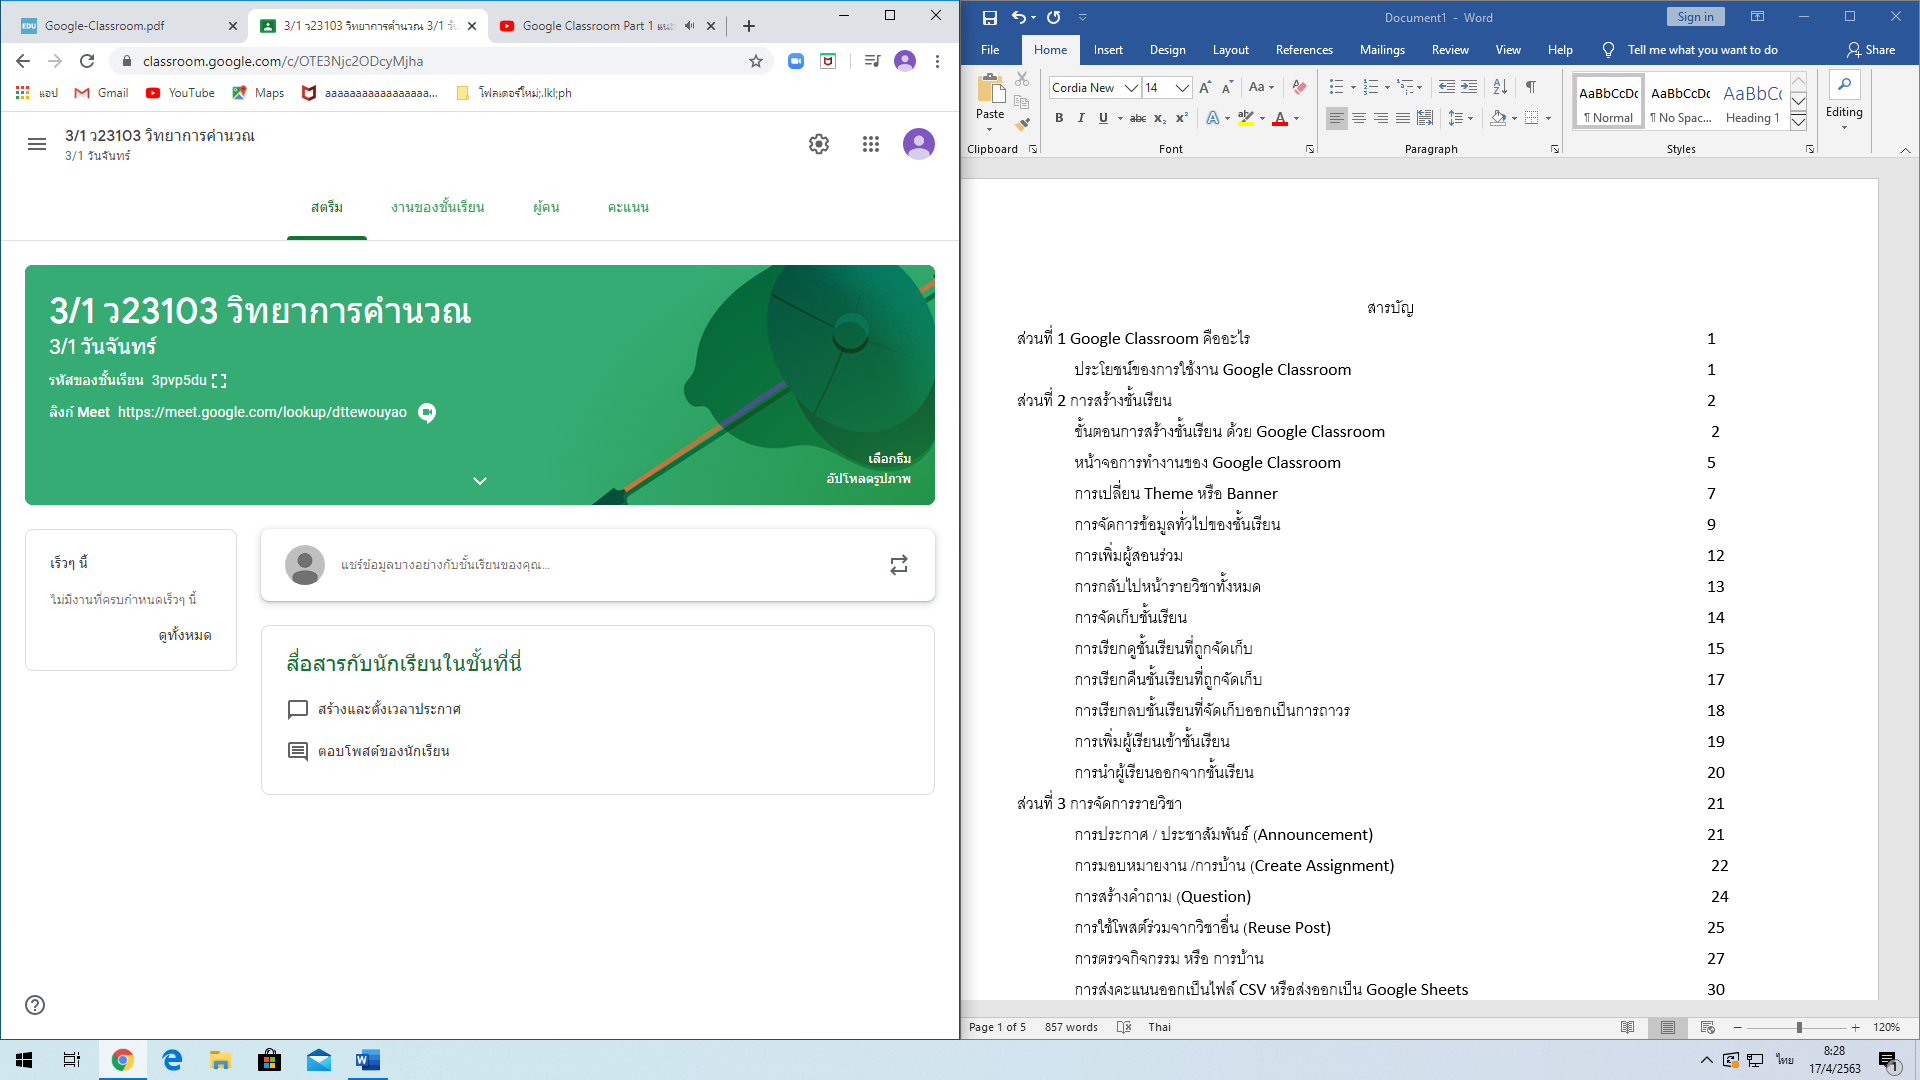 Google-Classroom.pdf
3/1 ว23103 วิทยาการคำนวณ 3/1 วัน
Google Classroom Part 1 แนะ
classroom.google.com/c/OTE3Njc2ODcyMjha
แอป
Gmail
YouTube
Maps
aaaaaaaaaaaaaaaaa...
โฟลเดอร์ใหม่;.lkl;ph
3/1 ว23103 วิทยาการคำนวณ
3/1 วันจันทร์
สตรีม
งานของชั้นเรียน
ผู้คน
คะแนน
3/1 ว23103 วิทยาการคำนวณ
3/1 วันจันทร์
รหัสของชั้นเรียน 3pvp5du
ลิงก์ Meet https://meet.google.com/lookup/dttewouyao
เลือกธีม
อัปโหลดรูปภาพ
เร็วๆ นี้
ไม่มีงานที่ครบกำหนดเร็วๆ นี้
ดูทั้งหมด
แชร์ข้อมูลบางอย่างกับชั้นเรียนของคุณ...
สื่อสารกับนักเรียนในชั้นที่นี่
สร้างและตั้งเวลาประกาศ
ตอบโพสต์ของนักเรียน
Document1 - Word
Sign in
File Home Insert Design Layout References Mailings Review View Help Tell me what you want to do Share
Paste
Cordia New 14
AaBbCcDc AaBbCcDc AaBbCc
¶ Normal ¶ No Spac... Heading 1
Editing
Clipboard Font Paragraph Styles
สารบัญ
ส่วนที่ 1 Google Classroom คืออะไร 1
ประโยชน์ของการใช้งาน Google Classroom 1
ส่วนที่ 2 การสร้างชั้นเรียน 2
ขั้นตอนการสร้างชั้นเรียน ด้วย Google Classroom 2
หน้าจอการทำงานของ Google Classroom 5
การเปลี่ยน Theme หรือ Banner 7
การจัดการข้อมูลทั่วไปของชั้นเรียน 9
การเพิ่มผู้สอนร่วม 12
การกลับไปหน้ารายวิชาทั้งหมด 13
การจัดเก็บชั้นเรียน 14
การเรียกดูชั้นเรียนที่ถูกจัดเก็บ 15
การเรียกคืนชั้นเรียนที่ถูกจัดเก็บ 17
การเรียกลบชั้นเรียนที่จัดเก็บออกเป็นการถาวร 18
การเพิ่มผู้เรียนเข้าชั้นเรียน 19
การนำผู้เรียนออกจากชั้นเรียน 20
ส่วนที่ 3 การจัดการรายวิชา 21
การประกาศ / ประชาสัมพันธ์ (Announcement) 21
การมอบหมายงาน /การบ้าน (Create Assignment) 22
การสร้างคำถาม (Question) 24
การใช้โพสต์ร่วมจากวิชาอื่น (Reuse Post) 25
การตรวจกิจกรรม หรือ การบ้าน 27
การส่งคะแนนออกเป็นไฟล์ CSV หรือส่งออกเป็น Google Sheets 30
Page 1 of 5 857 words Thai 120%
ไทย
8:28
17/4/2563
1